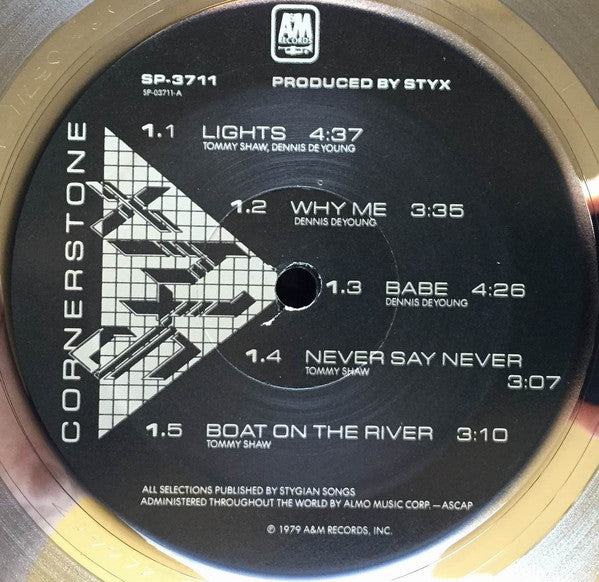 A&M
RECORDS
SP-3711 PRODUCED BY STYX
SP-03711-A
CORNERSTONE
STYX
1.1 LIGHTS 4:37
TOMMY SHAW, DENNIS DE YOUNG
1.2 WHY ME 3:35
DENNIS DEYOUNG
1.3 BABE 4:26
DENNIS DEYOUNG
1.4 NEVER SAY NEVER
TOMMY SHAW
3:07
1.5 BOAT ON THE RIVER 3:10
TOMMY SHAW
ALL SELECTIONS PUBLISHED BY STYGIAN SONGS
ADMINISTERED THROUGHOUT THE WORLD BY ALMO MUSIC CORP.—ASCAP
© 1979 A&M RECORDS, INC.